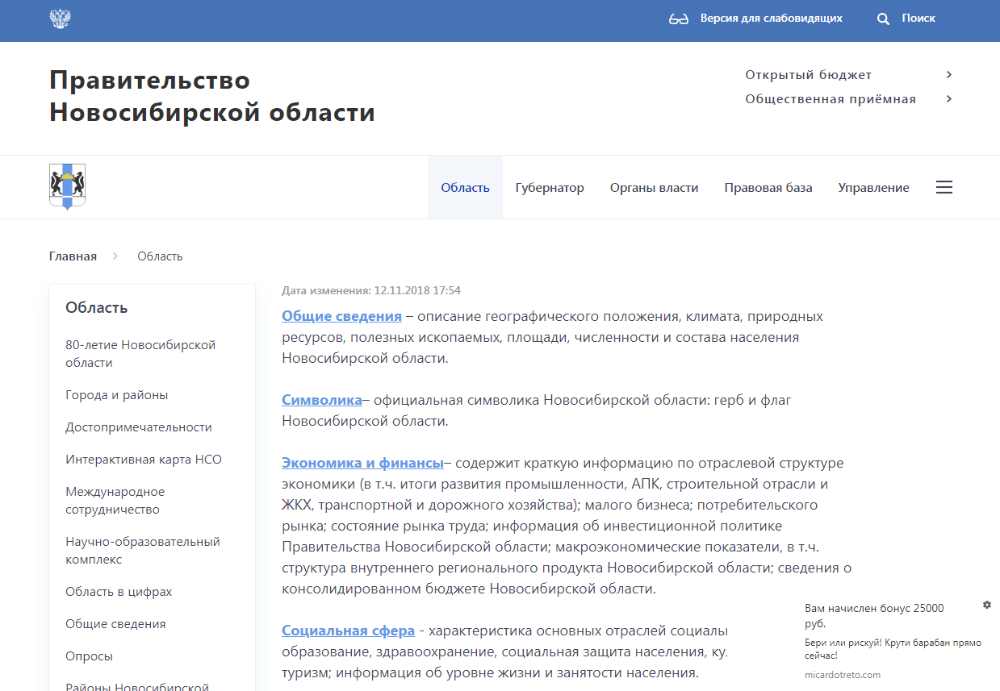 Версия для слабовидящих
Поиск
Правительство
Новосибирской области
Открытый бюджет
Общественная приёмная
Область
Губернатор
Органы власти
Правовая база
Управление
Главная
Область
Область
80-летие Новосибирской
области
Города и районы
Достопримечательности
Интерактивная карта НСО
Международное
сотрудничество
Научно-образовательный
комплекс
Область в цифрах
Общие сведения
Опросы
Районы Новосибирской
Дата изменения: 12.11.2018 17:54
Общие сведения – описание географического положения, климата, природных
ресурсов, полезных ископаемых, площади, численности и состава населения
Новосибирской области.
Символика– официальная символика Новосибирской области: герб и флаг
Новосибирской области.
Экономика и финансы– содержит краткую информацию по отраслевой структуре
экономики (в т.ч. итоги развития промышленности, АПК, строительной отрасли и
ЖКХ, транспортной и дорожного хозяйства); малого бизнеса; потребительского
рынка; состояние рынка труда; информация об инвестиционной политике
Правительства Новосибирской области; макроэкономические показатели, в т.ч.
структура внутреннего регионального продукта Новосибирской области; сведения о
консолидированном бюджете Новосибирской области.
Социальная сфера - характеристика основных отраслей социалы
образование, здравоохранение, социальная защита населения, ку.
туризм; информация об уровне жизни и занятости населения.
Вам начислен бонус 25000
руб.
Бери или рискуй! Крути барабан прямо
сейчас!
micardotreto.com